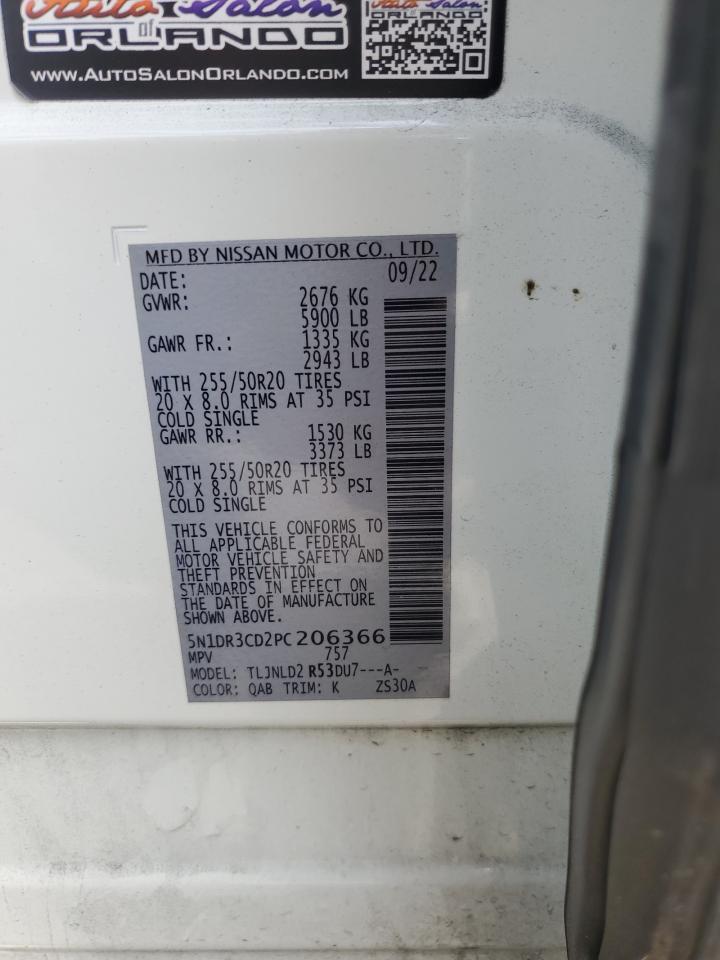 Auto Salon
of
ORLANDO
WWW.AUTOSALONORLANDO.COM
MFD BY NISSAN MOTOR CO., LTD.
DATE: 09/22
GVWR: 2676 KG
5900 LB
GAWR FR.: 1335 KG
2943 LB
WITH 255/50R20 TIRES
20 X 8.0 RIMS AT 35 PSI
COLD SINGLE
GAWR RR.: 1530 KG
3373 LB
WITH 255/50R20 TIRES
20 X 8.0 RIMS AT 35 PSI
COLD SINGLE
THIS VEHICLE CONFORMS TO
ALL APPLICABLE FEDERAL
MOTOR VEHICLE SAFETY AND
THEFT PREVENTION
STANDARDS IN EFFECT ON
THE DATE OF MANUFACTURE
SHOWN ABOVE.
5N1DR3CD2PC206366
MPV 757
MODEL: TLJNLD2 R53DU7---A-
COLOR: QAB TRIM: K ZS30A